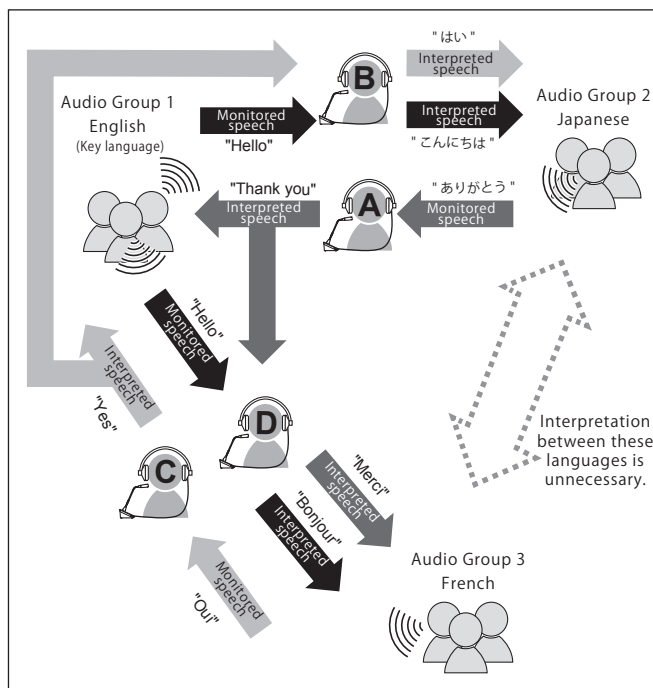 " はい "
Interpreted
speech
B
Audio Group 1
English
(Key language)
Monitored
speech
"Hello"
Interpreted
speech
" こんにちは "
Audio Group 2
Japanese
"Thank you"
Interpreted
speech
A
" ありがとう "
Monitored
speech
"Hello"
Monitored
speech
Interpreted
speech
"Yes"
D
C
Interpretation
between these
languages is
unnecessary.
"Merci"
Interpreted
speech
"Bonjour"
Interpreted
speech
Monitored
speech
"Oui"
Audio Group 3
French